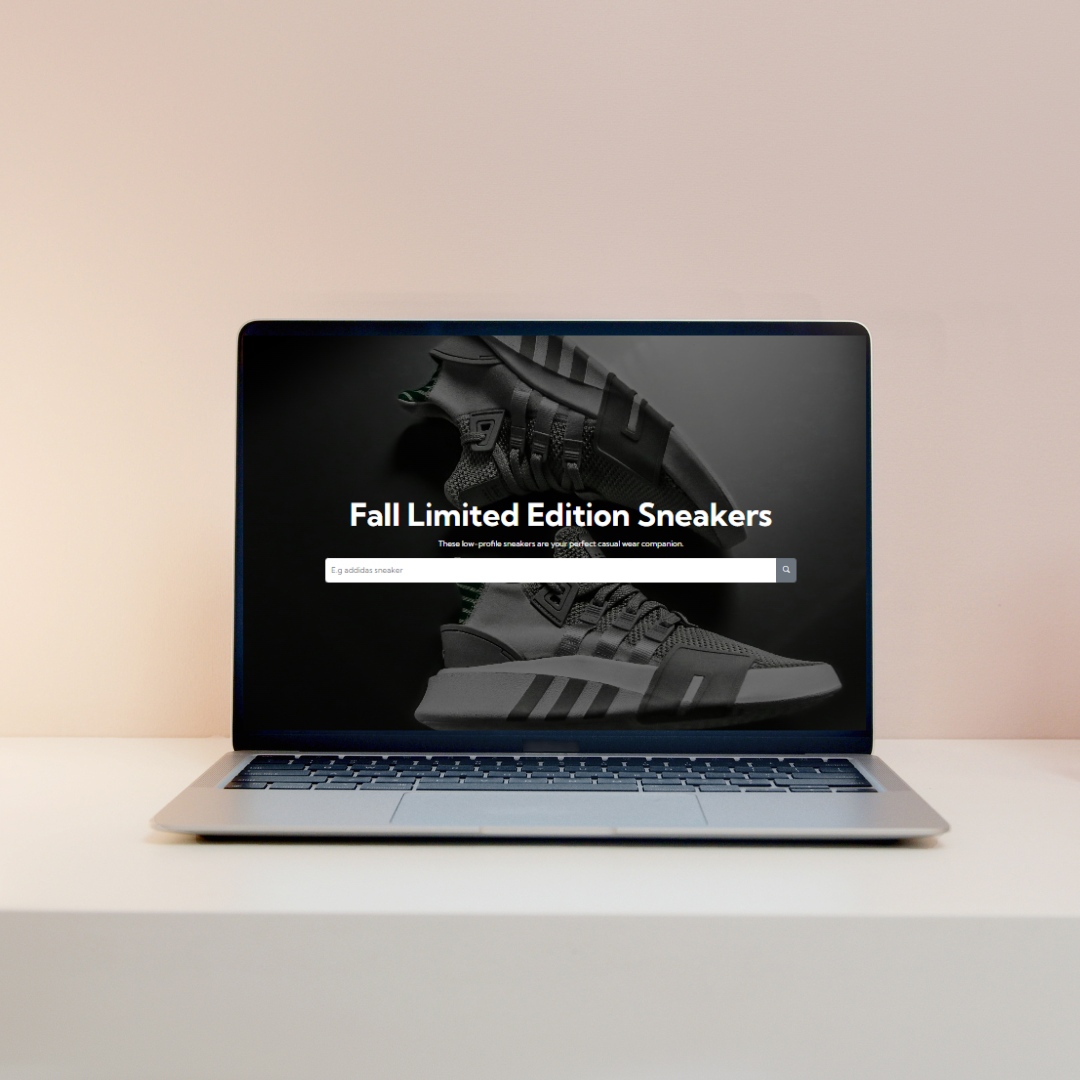 Fall Limited Edition Sneakers
These low-profile sneakers are your perfect casual wear companion.
E.g addidas sneaker